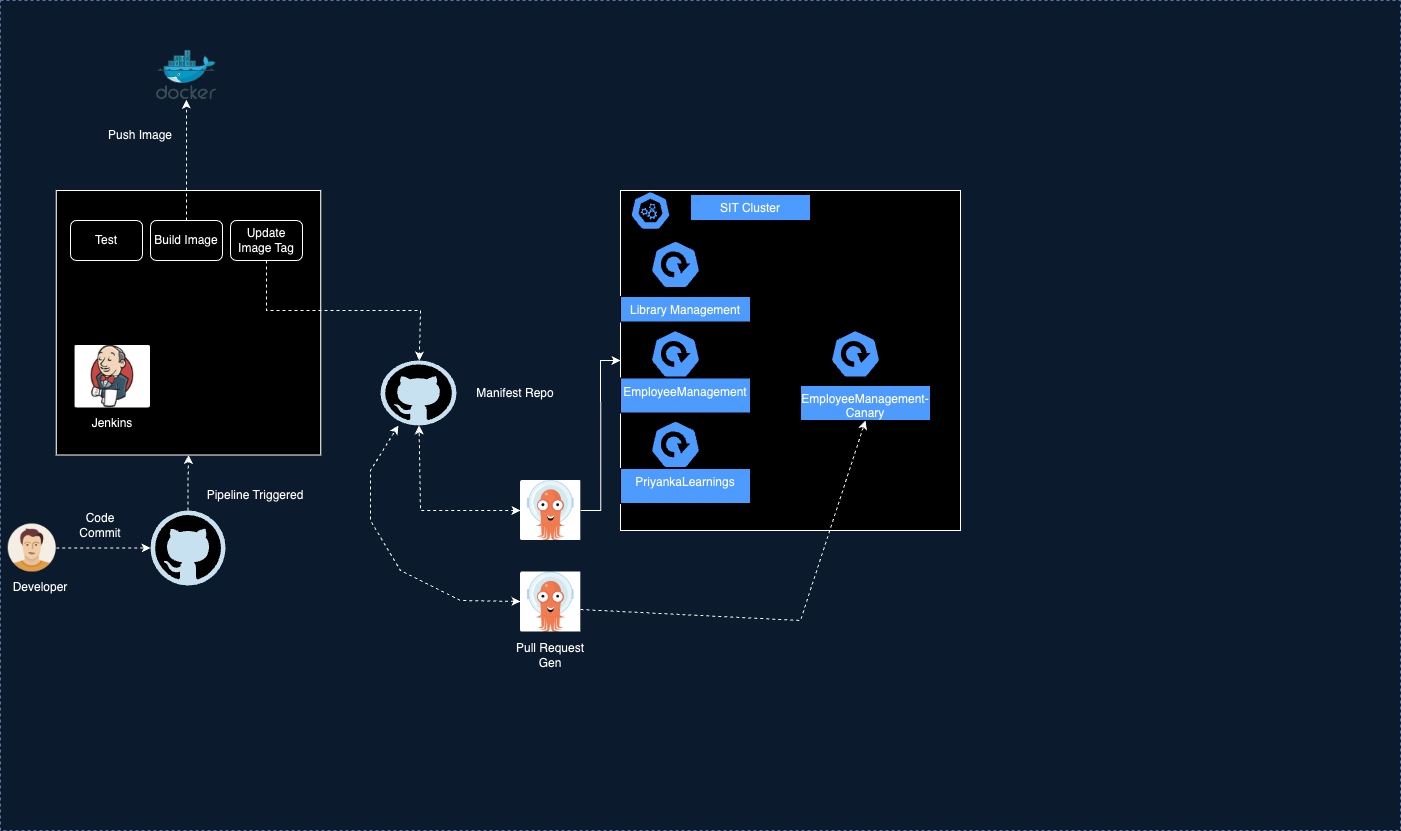 docker
Push Image
Test
Build Image
Update
Image Tag
Jenkins
Pipeline Triggered
Code
Commit
Developer
Manifest Repo
Pull Request
Gen
SIT Cluster
Library Management
EmployeeManagement
PriyankaLearnings
EmployeeManagement-
Canary